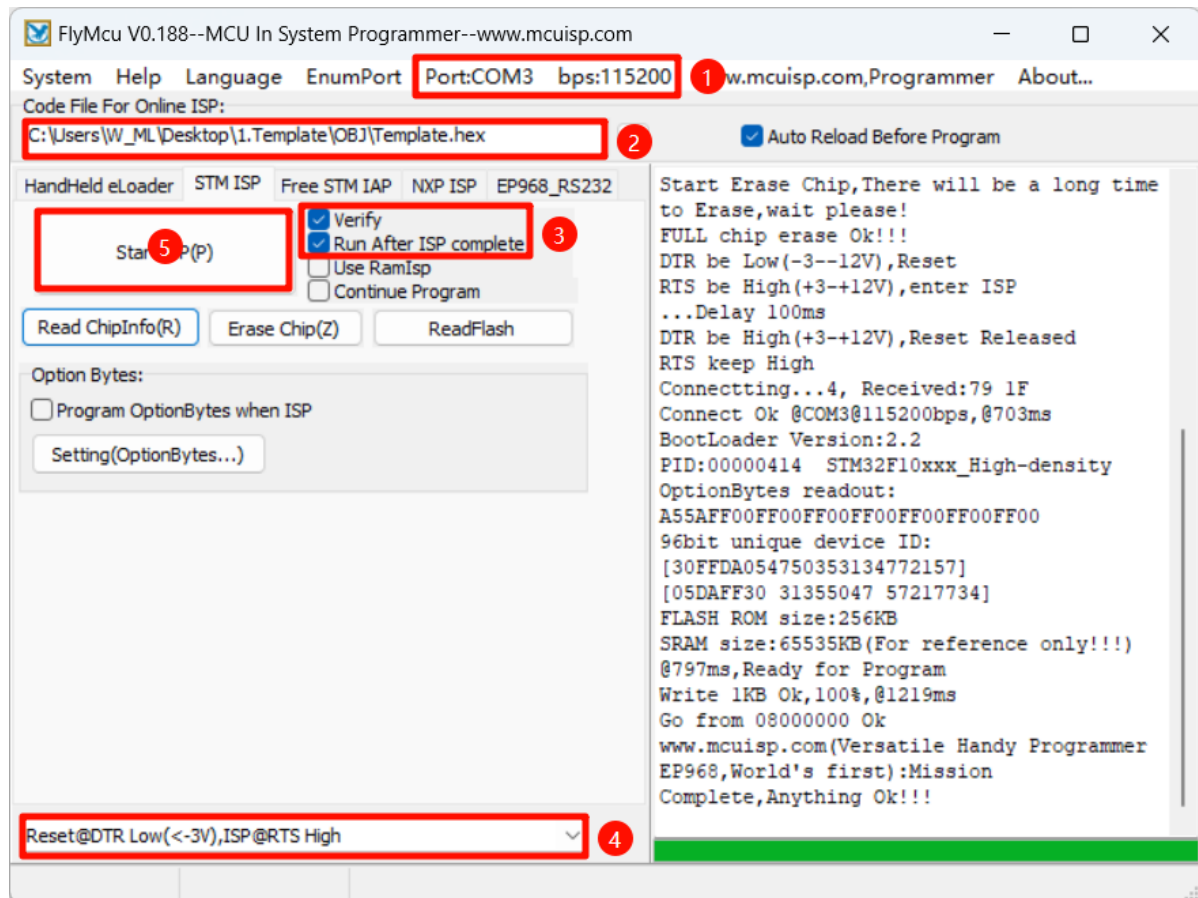 FlyMcu V0.188--MCU In System Programmer--www.mcuisp.com
System Help Language EnumPort Port:COM3 bps:115200 1 w.mcuisp.com,Programmer About...
Code File For Online ISP:
C:\Users\W_ML\Desktop\1.Template\OBJ\Template.hex 2 Auto Reload Before Program
HandHeld eLoader STM ISP Free STM IAP NXP ISP EP968_RS232
Verify
Run After ISP complete 3
Star 5 P(P)
Use RamIsp
Continue Program
Read ChipInfo(R) Erase Chip(Z) ReadFlash
Option Bytes:
Program OptionBytes when ISP
Setting(OptionBytes...)
Reset@DTR Low(<-3V),ISP@RTS High 4
Start Erase Chip,There will be a long time
to Erase,wait please!
FULL chip erase Ok!!!
DTR be Low(-3--12V),Reset
RTS be High(+3-+12V),enter ISP
...Delay 100ms
DTR be High(+3-+12V),Reset Released
RTS keep High
Connectting...4, Received:79 1F
Connect Ok @COM3@115200bps,@703ms
BootLoader Version:2.2
PID:00000414 STM32F10xxx_High-density
OptionBytes readout:
A55AFF00FF00FF00FF00FF00FF00FF00
96bit unique device ID:
[30FFDA054750353134772157]
[05DAFF30 31355047 57217734]
FLASH ROM size:256KB
SRAM size:65535KB(For reference only!!!)
@797ms,Ready for Program
Write 1KB Ok,100%,@1219ms
Go from 08000000 Ok
www.mcuisp.com(Versatile Handy Programmer
EP968,World's first):Mission
Complete,Anything Ok!!!